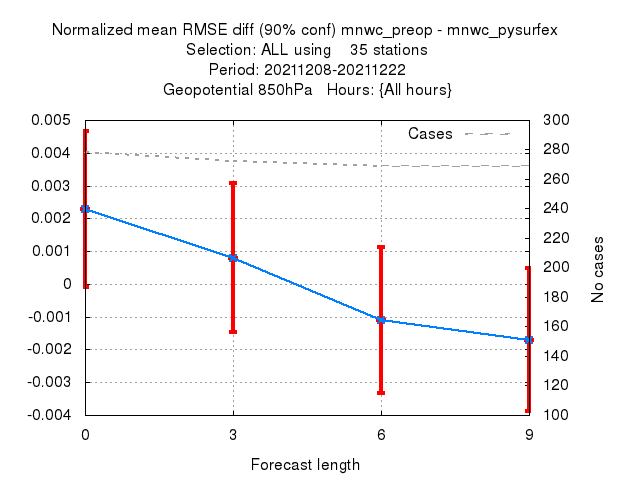 Normalized mean RMSE diff (90% conf) mnwc_preop - mnwc_pysurfex
Selection: ALL using    35 stations
Period: 20211208-20211222
Geopotential 850hPa   Hours: {All hours}
0.005
0.004
0.003
0.002
0.001
0
-0.001
-0.002
-0.003
-0.004
Cases
300
280
260
240
220
200
180
160
140
120
100
No cases
0 3 6 9
Forecast length